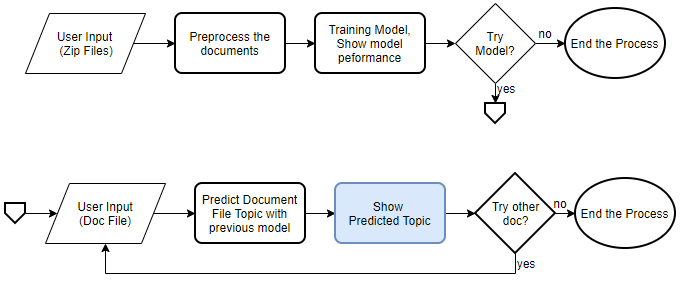 User Input
(Zip Files)
Preprocess the
documents
Training Model,
Show model
peformance
Try
Model?
no
End the Process
yes
User Input
(Doc File)
Predict Document
File Topic with
previous model
Show
Predicted Topic
Try other
doc?
no
End the Process
yes